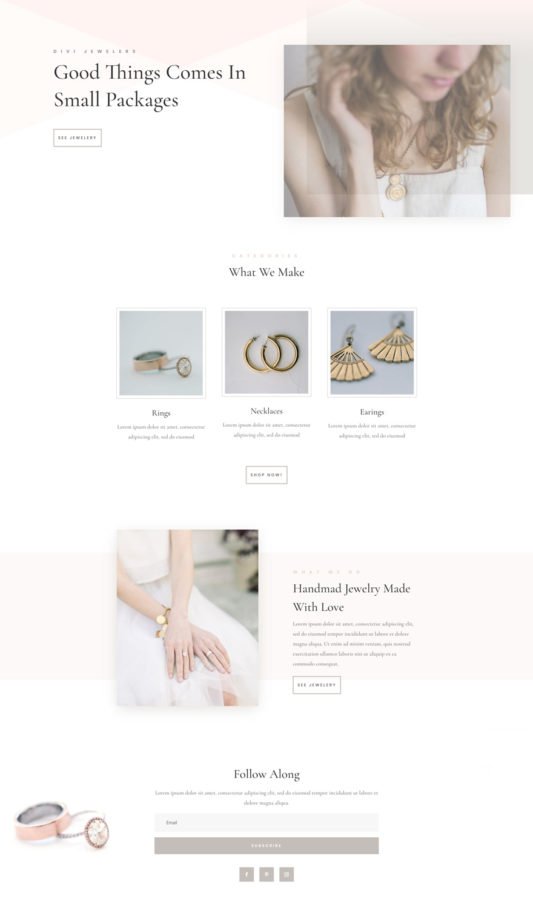 DIVI JEWELERS
Good Things Comes In
Small Packages
SEE JEWELERY
CATEGORIES
What We Make
Rings
Necklaces
Earings
Lorem ipsum dolor sit amet, consectetur
adipiscing elit, sed do eiusmod
Lorem ipsum dolor sit amet, consectetur
adipiscing elit, sed do eiusmod
Lorem ipsum dolor sit amet, consectetur
adipiscing elit, sed do eiusmod
SHOP NOW!
WHAT WE DO
Handmad Jewelry Made
With Love
Lorem ipsum dolor sit amet, consectetur adipiscing elit,
sed do eiusmod tempor incididunt ut labore et dolore
magna aliqua. Ut enim ad minim veniam, quis nostrud
exercitation ullamco laboris nisi ut aliquip ex ea
commodo consequat.
SEE JEWELERY
Follow Along
Lorem ipsum dolor sit amet, consectetur adipiscing elit, sed do eiusmod tempor incididunt ut labore et
dolore magna aliqua.
Email
SUBSCRIBE